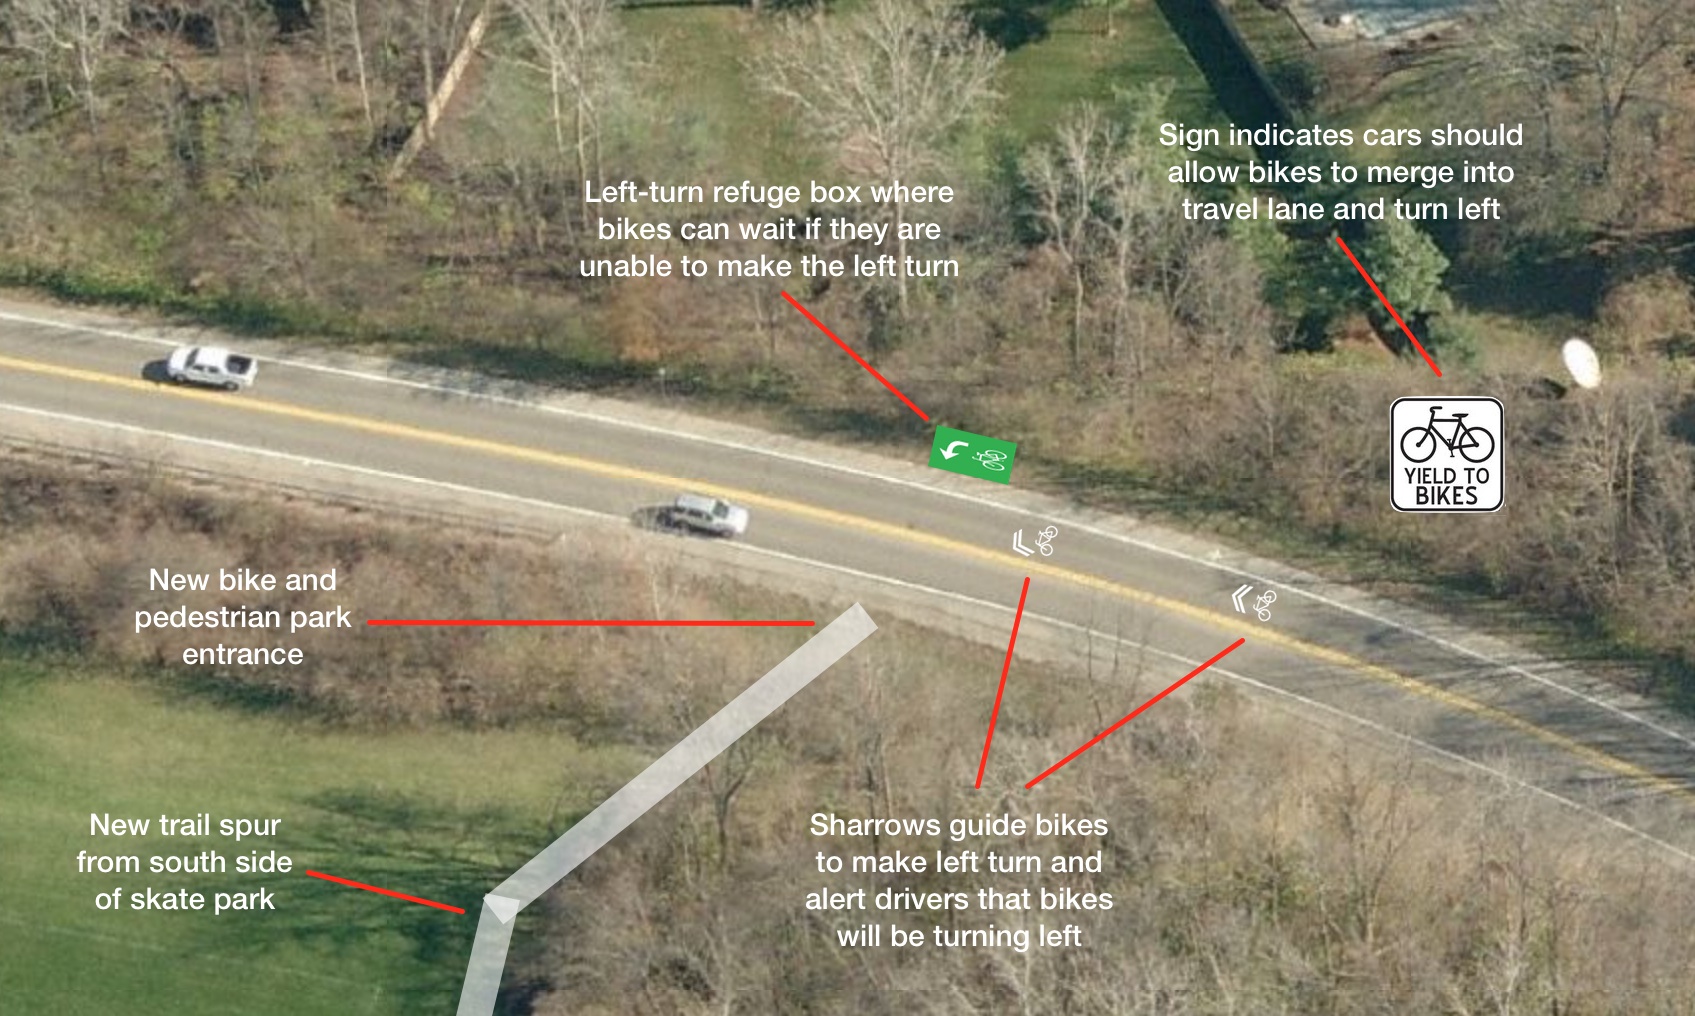 Sign indicates cars should
allow bikes to merge into
travel lane and turn left
Left-turn refuge box where
bikes can wait if they are
unable to make the left turn
YIELD TO
BIKES
New bike and
pedestrian park
entrance
New trail spur
from south side
of skate park
Sharrows guide bikes
to make left turn and
alert drivers that bikes
will be turning left